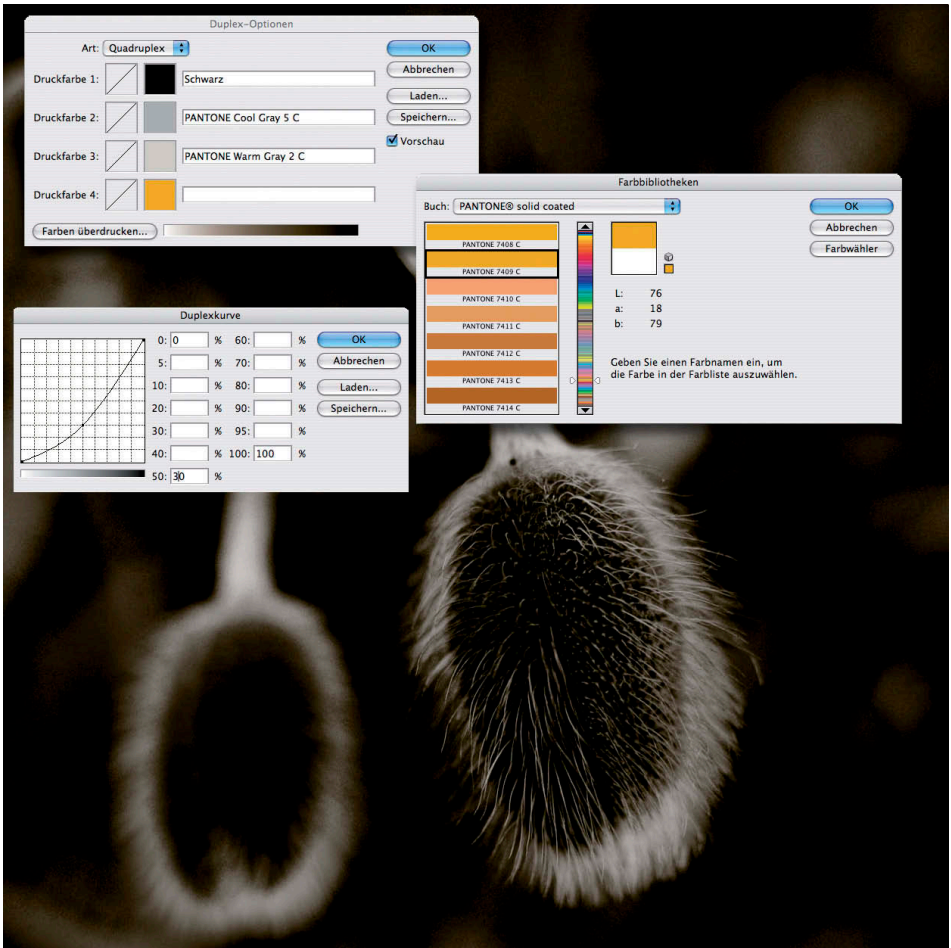 Duplex-Optionen
Art: Quadruplex
OK
Druckfarbe 1: Schwarz
Abbrechen
Laden...
Druckfarbe 2: PANTONE Cool Gray 5 C
Speichern...
Vorschau
Druckfarbe 3: PANTONE Warm Gray 2 C
Druckfarbe 4:
Farben überdrucken...
Farbbibliotheken
Buch: PANTONE® solid coated
OK
Abbrechen
Farbwähler
PANTONE 7408 C
PANTONE 7409 C
PANTONE 7410 C
PANTONE 7411 C
PANTONE 7412 C
PANTONE 7413 C
PANTONE 7414 C
L: 76
a: 18
b: 79
Geben Sie einen Farbnamen ein, um
die Farbe in der Farbliste auszuwählen.
Duplexkurve
0: 0 % 60: %
OK
5: % 70: %
Abbrechen
10: % 80: %
Laden...
20: % 90: %
Speichern...
30: % 95: %
40: % 100: 100 %
50: 30 %